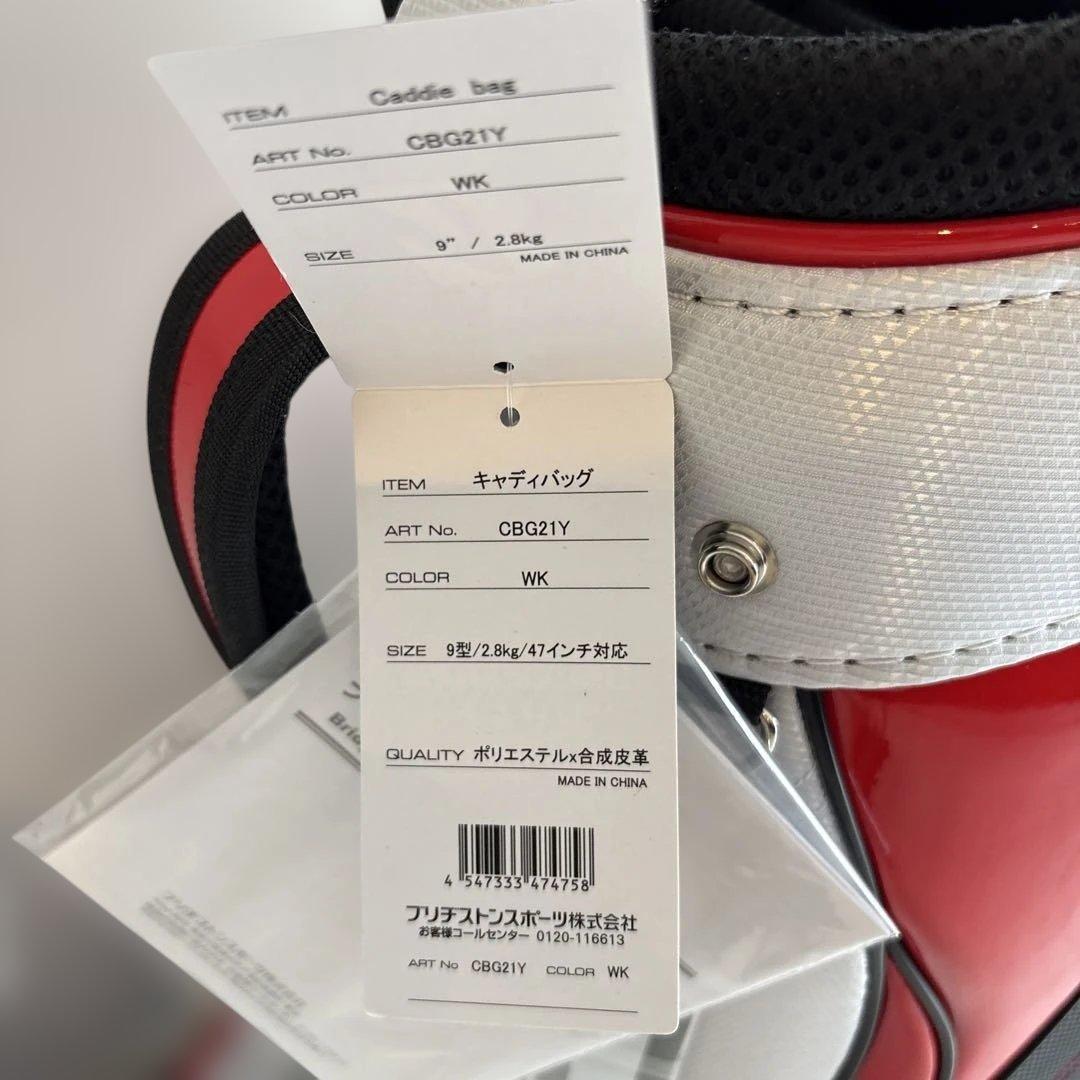 ITEM Caddie bag
ART No. CBG21Y
COLOR WK
SIZE 9" / 2.8kg
MADE IN CHINA
ITEM キャディバッグ
ART No. CBG21Y
COLOR WK
SIZE 9型/2.8kg/47インチ対応
QUALITY ポリエステルx合成皮革
MADE IN CHINA
4 547333 474758
ブリヂストンスポーツ株式会社
お客様コールセンター 0120-116613
ART No CBG21Y COLOR WK